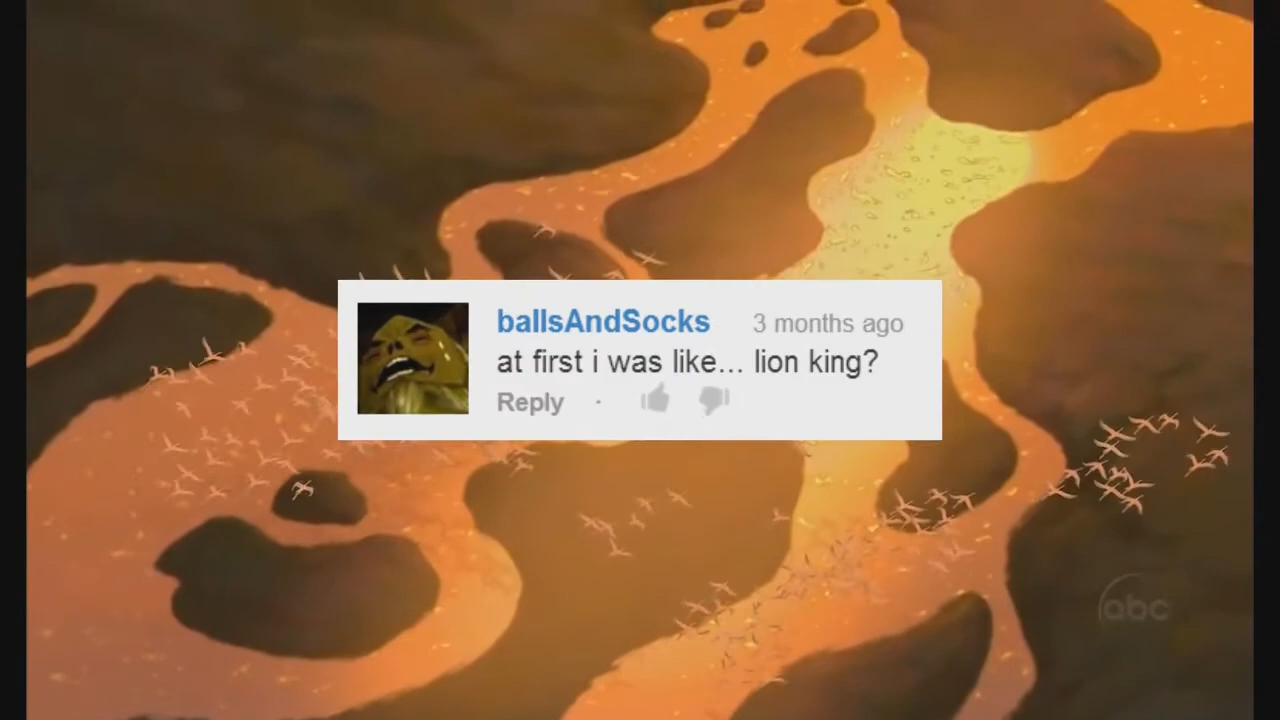 ballsAndSocks 3 months ago
at first i was like... lion king?
Reply ·
abc